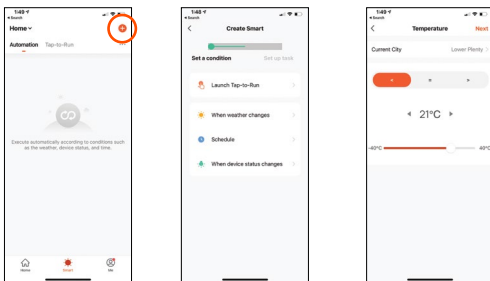 1:49
Search
Home
Automation Tap-to-Run
Execute automatically according to conditions such
as the weather, device status, and time.
Home Smart Me
1:48
Search
Create Smart
Set a condition Set up task
Launch Tap-to-Run
When weather changes
Schedule
When device status changes
1:49
Search
Temperature Next
Current City Lower Plenty
< = >
21°C
-40°C 40°C